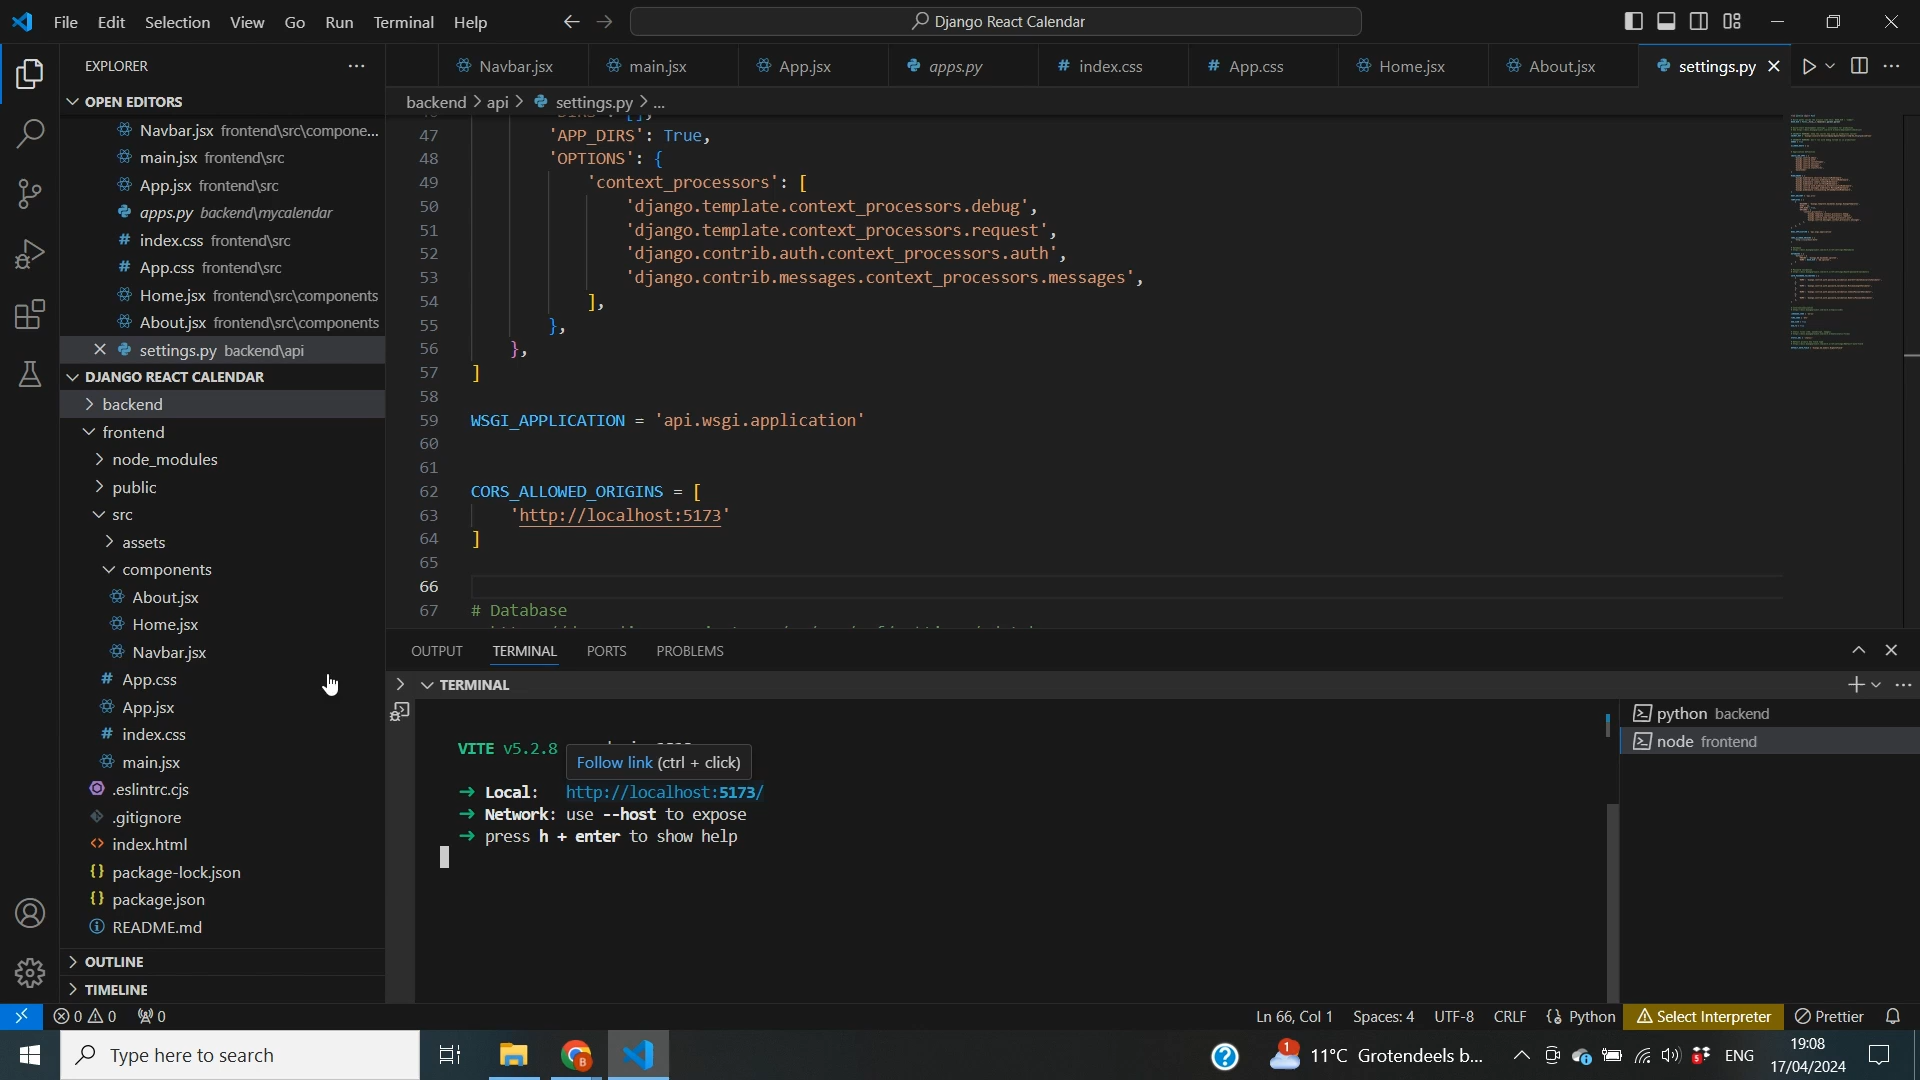 File Edit Selection View Go Run Terminal Help
Django React Calendar
EXPLORER
OPEN EDITORS
Navbar.jsx frontend\src\compone...
main.jsx frontend\src
App.jsx frontend\src
apps.py backend\mycalendar
index.css frontend\src
App.css frontend\src
Home.jsx frontend\src\components
About.jsx frontend\src\components
settings.py backend\api
DJANGO REACT CALENDAR
backend
frontend
node_modules
public
src
assets
components
About.jsx
Home.jsx
Navbar.jsx
App.css
App.jsx
index.css
main.jsx
.eslintrc.cjs
.gitignore
index.html
package-lock.json
package.json
README.md
OUTLINE
TIMELINE
Navbar.jsx main.jsx App.jsx apps.py index.css App.css Home.jsx About.jsx settings.py
backend > api > settings.py > ...
47 'APP_DIRS': True,
48 'OPTIONS': {
49 'context_processors': [
50 'django.template.context_processors.debug',
51 'django.template.context_processors.request',
52 'django.contrib.auth.context_processors.auth',
53 'django.contrib.messages.context_processors.messages',
54 ],
55 },
56 },
57 ]
58
59 WSGI_APPLICATION = 'api.wsgi.application'
60
61
62 CORS_ALLOWED_ORIGINS = [
63 'http://localhost:5173'
64 ]
65
66
67 # Database
OUTPUT TERMINAL PORTS PROBLEMS
TERMINAL
VITE v5.2.8
Follow link (ctrl + click)
➜ Local: http://localhost:5173/
➜ Network: use --host to expose
➜ press h + enter to show help
python backend
node frontend
0 0 0
Ln 66, Col 1 Spaces: 4 UTF-8 CRLF Python Select Interpreter Prettier
Type here to search
B
1
11°C Grotendeels b...
ENG
19:08
17/04/2024